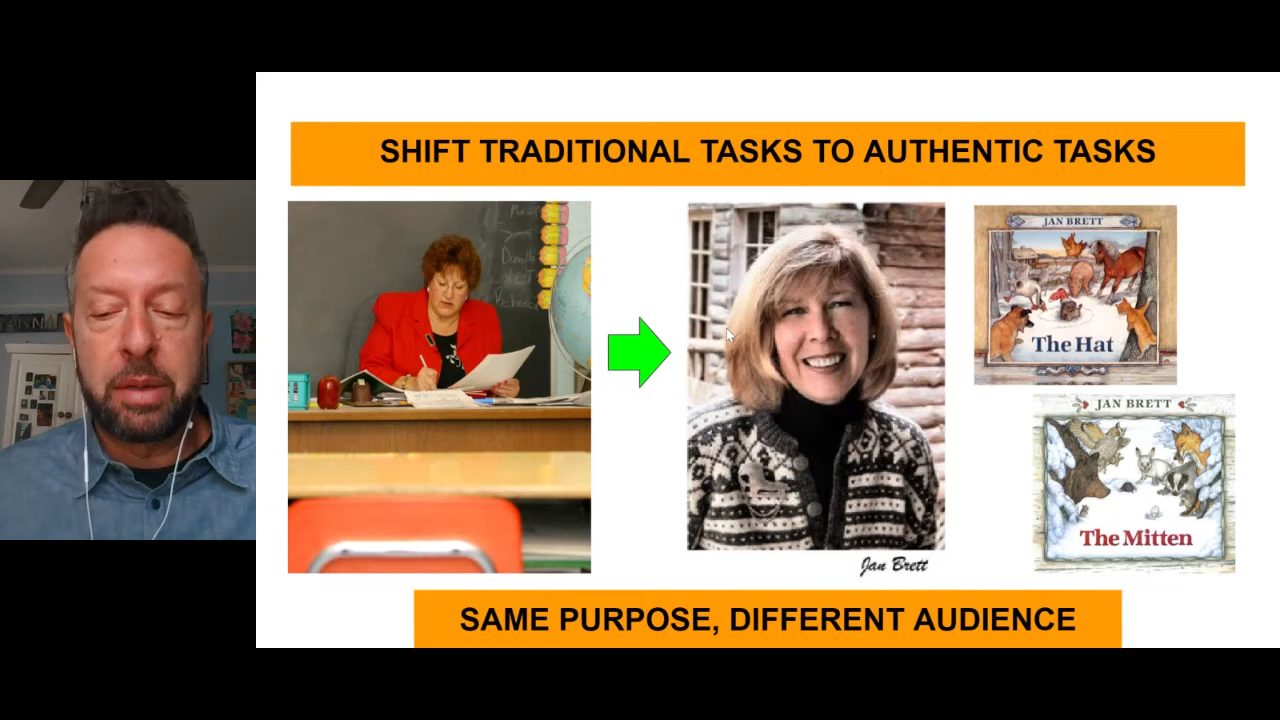 SHIFT TRADITIONAL TASKS TO AUTHENTIC TASKS
JAN BRETT
The Hat
JAN BRETT
The Mitten
Jan Brett
SAME PURPOSE, DIFFERENT AUDIENCE